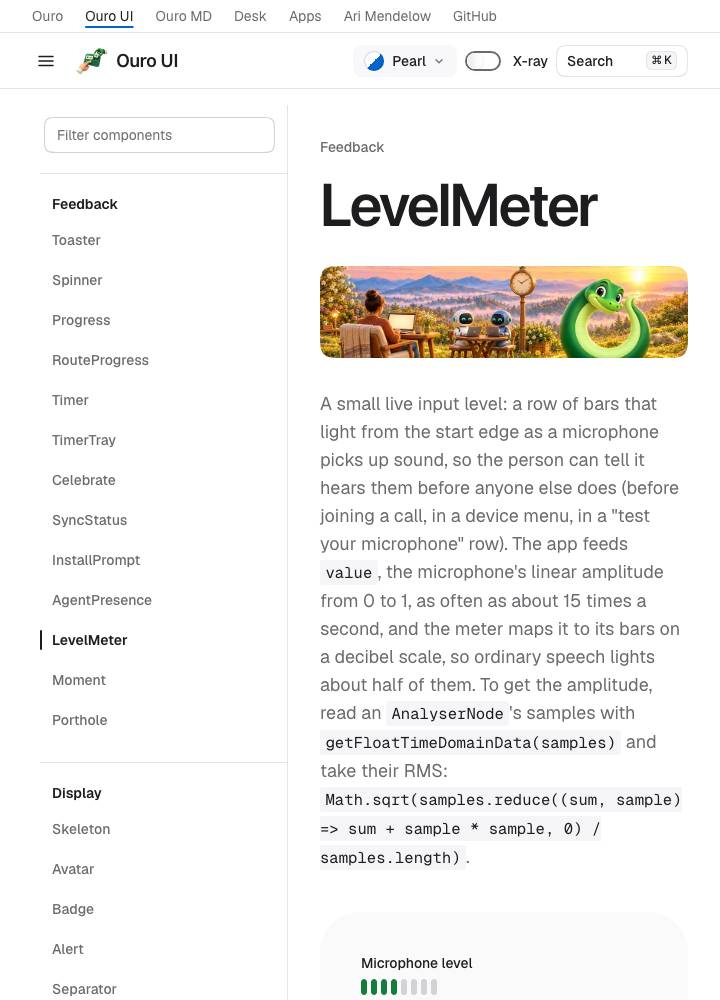 Ouro Ouro UI Ouro MD Desk Apps Ari Mendelow GitHub
Ouro UI Pearl X-ray Search ⌘ K
Filter components
Feedback
Toaster
Spinner
Progress
RouteProgress
Timer
TimerTray
Celebrate
SyncStatus
InstallPrompt
AgentPresence
LevelMeter
Moment
Porthole
Display
Skeleton
Avatar
Badge
Alert
Separator
Feedback
LevelMeter
A small live input level: a row of bars that
light from the start edge as a microphone
picks up sound, so the person can tell it
hears them before anyone else does (before
joining a call, in a device menu, in a "test
your microphone" row). The app feeds
value , the microphone's linear amplitude
from 0 to 1, as often as about 15 times a
second, and the meter maps it to its bars on
a decibel scale, so ordinary speech lights
about half of them. To get the amplitude,
read an AnalyserNode 's samples with
getFloatTimeDomainData(samples) and
take their RMS:
Math.sqrt(samples.reduce((sum, sample)
=> sum + sample * sample, 0) /
samples.length) .
Microphone level